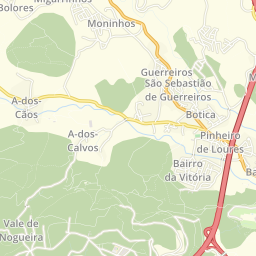 Bolores
Moninhos
Guerreiros
São Sebastião
de Guerreiros
A-dos-
Cãos
Botica
A-dos-
Calvos
Pinheiro
de Loures
Bairro
da Vitória
Vale de
Nogueira